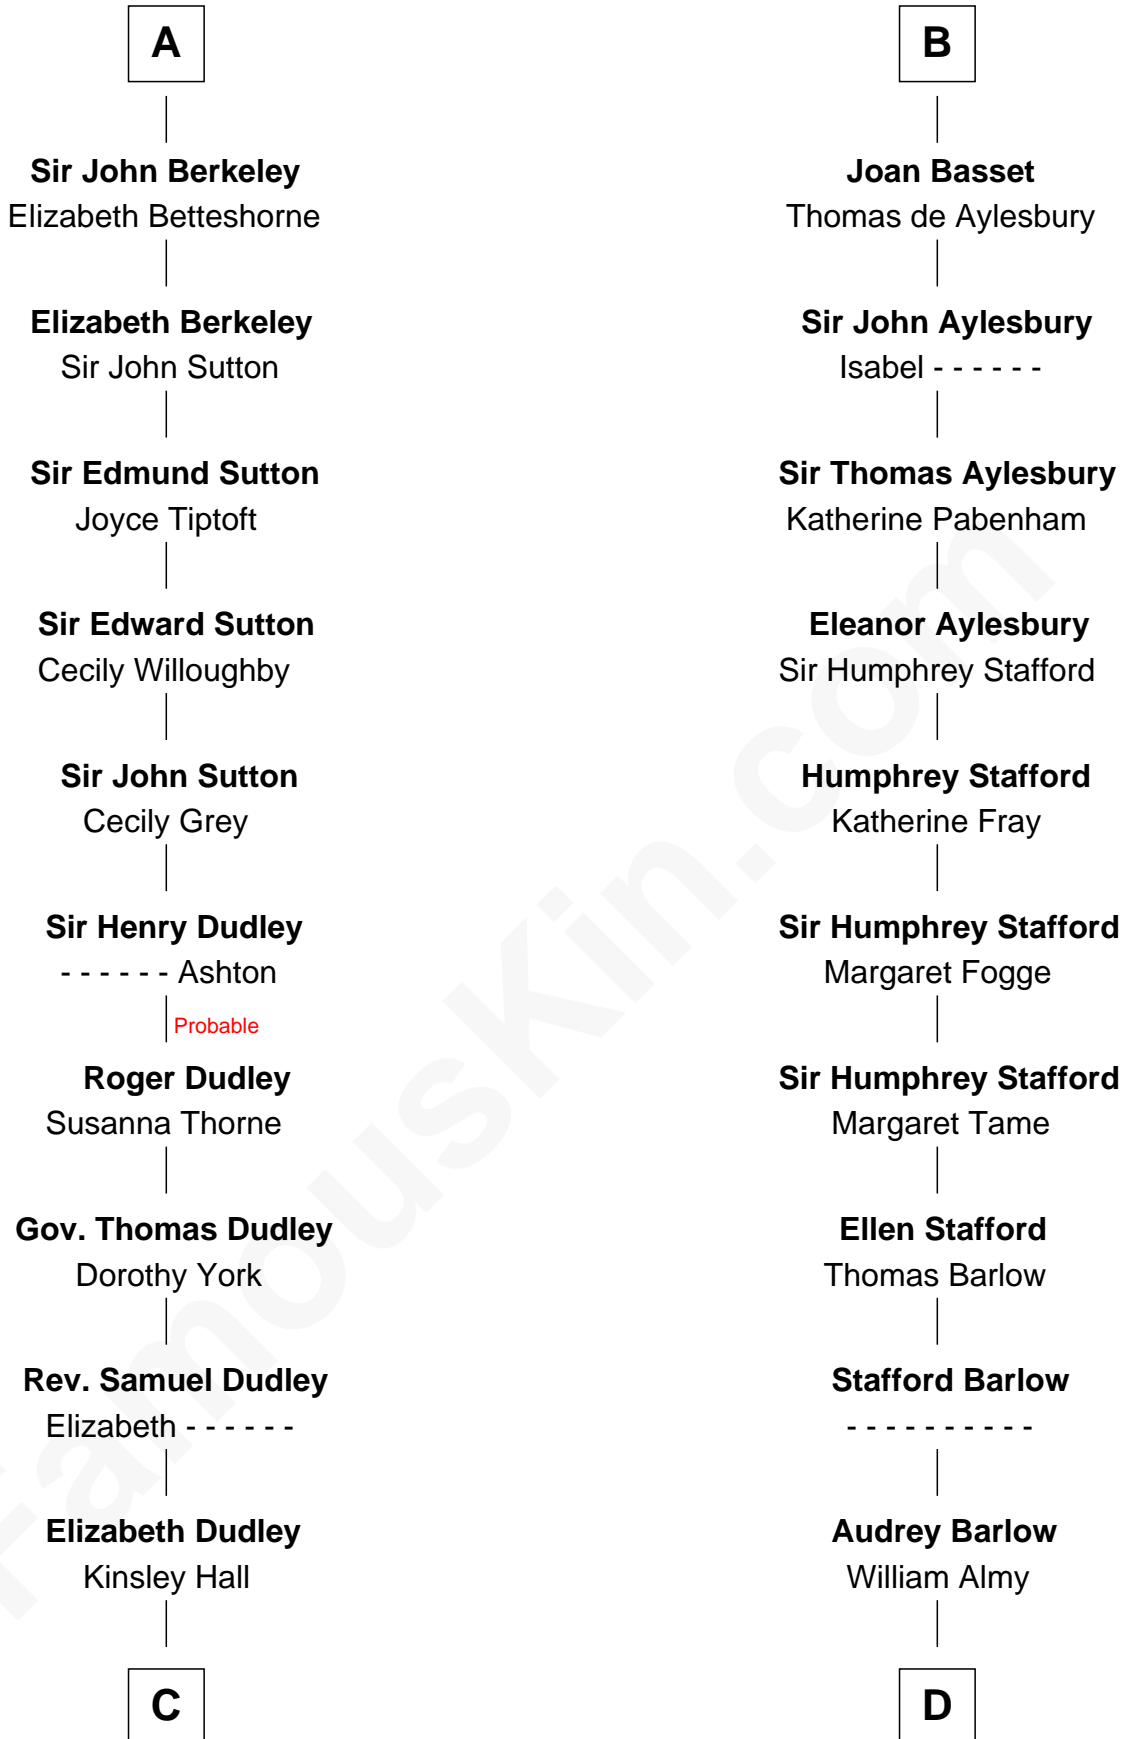 A
Sir John Berkeley
Elizabeth Betteshorne
Elizabeth Berkeley
Sir John Sutton
Sir Edmund Sutton
Joyce Tiptoft
Sir Edward Sutton
Cecily Willoughby
Sir John Sutton
Cecily Grey
Sir Henry Dudley
- - - - - - Ashton
Probable
Roger Dudley
Susanna Thorne
Gov. Thomas Dudley
Dorothy York
Rev. Samuel Dudley
Elizabeth - - - - - -
Elizabeth Dudley
Kinsley Hall
C
B
Joan Basset
Thomas de Aylesbury
Sir John Aylesbury
Isabel - - - - - -
Sir Thomas Aylesbury
Katherine Pabenham
Eleanor Aylesbury
Sir Humphrey Stafford
Humphrey Stafford
Katherine Fray
Sir Humphrey Stafford
Margaret Fogge
Sir Humphrey Stafford
Margaret Tame
Ellen Stafford
Thomas Barlow
Stafford Barlow
- - - - - - - - - -
Audrey Barlow
William Almy
D
FamousKin.com